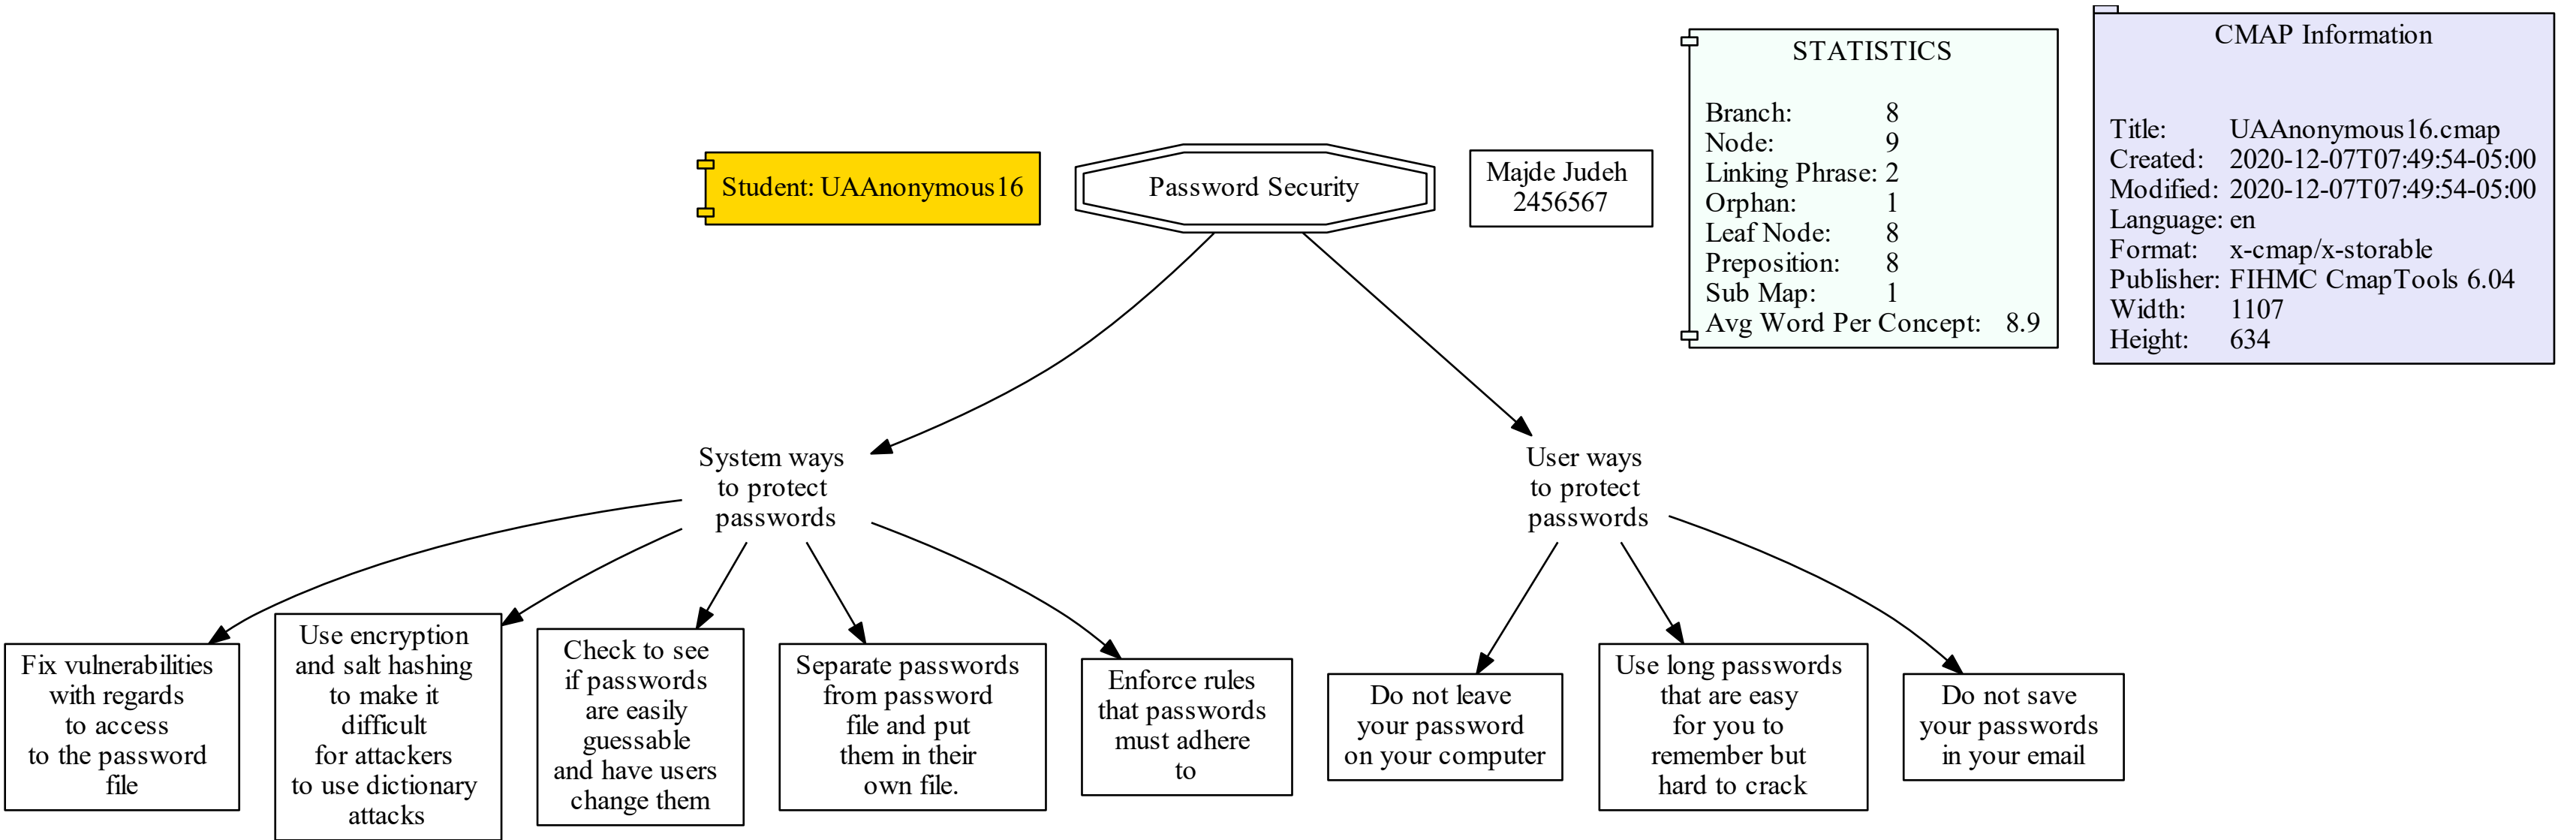 Student: UAAnonymous16
Password Security
Majde Judeh
2456567
STATISTICS
Branch: 8
Node: 9
Linking Phrase: 2
Orphan: 1
Leaf Node: 8
Preposition: 8
Sub Map: 1
Avg Word Per Concept: 8.9
CMAP Information
Title: UAAnonymous16.cmap
Created: 2020-12-07T07:49:54-05:00
Modified: 2020-12-07T07:49:54-05:00
Language: en
Format: x-cmap/x-storable
Publisher: FIHMC CmapTools 6.04
Width: 1107
Height: 634
System ways
to protect
passwords
User ways
to protect
passwords
Fix vulnerabilities
with regards
to access
to the password
file
Use encryption
and salt hashing
to make it
difficult
for attackers
to use dictionary
attacks
Check to see
if passwords
are easily
guessable
and have users
change them
Separate passwords
from password
file and put
them in their
own file.
Enforce rules
that passwords
must adhere
to
Do not leave
your password
on your computer
Use long passwords
that are easy
for you to
remember but
hard to crack
Do not save
your passwords
in your email